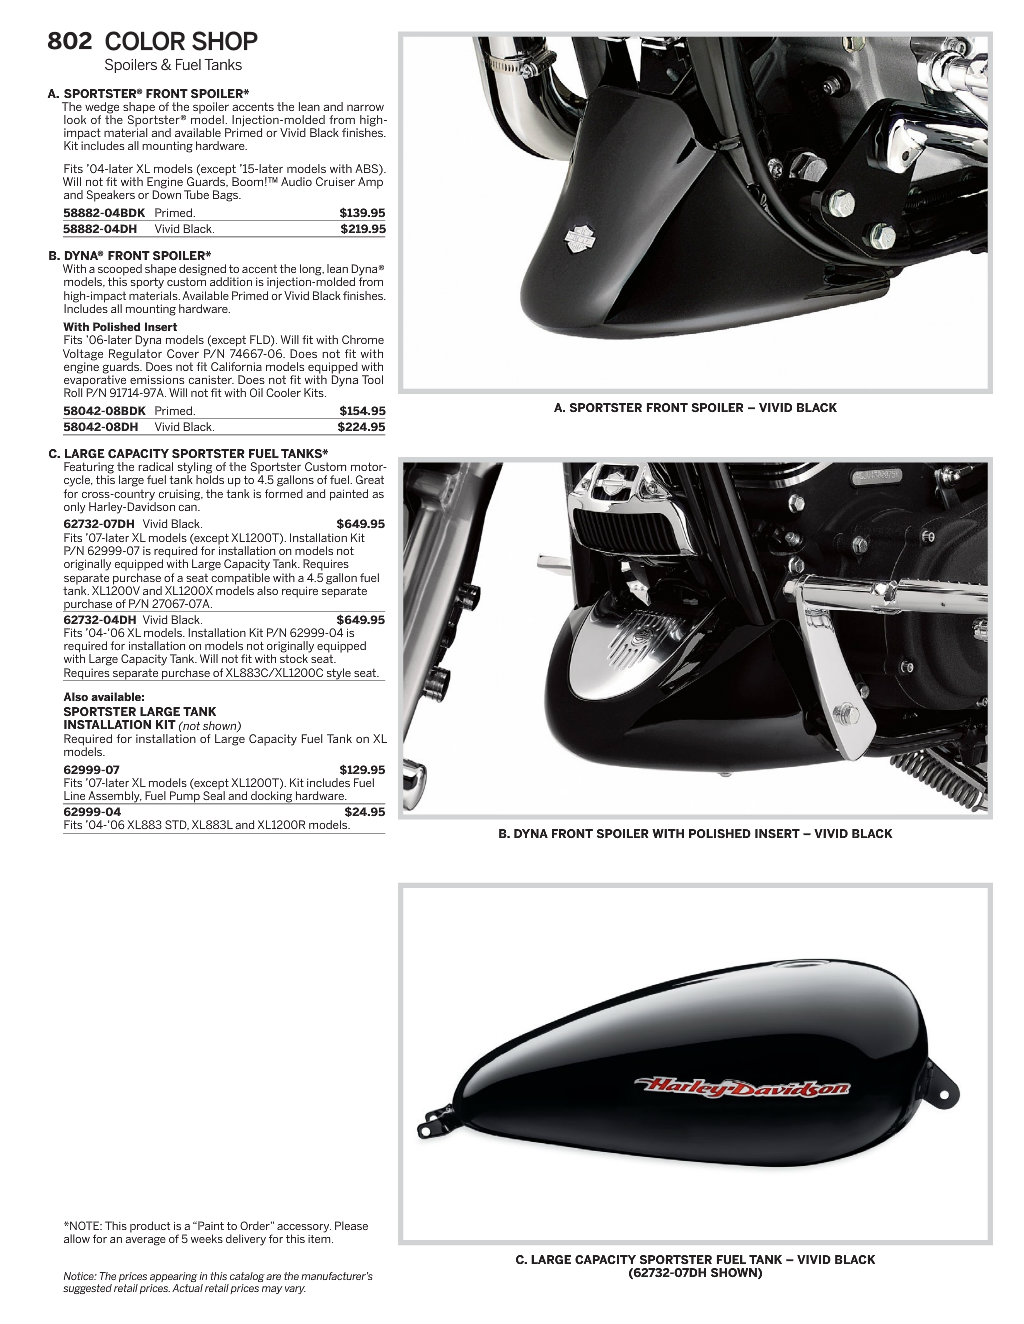 802 COLOR SHOP
Spoilers & Fuel Tanks
A. SPORTSTER® FRONT SPOILER*
The wedge shape of the spoiler accents the lean and narrow
look of the Sportster® model. Injection-molded from high-
impact material and available Primed or Vivid Black finishes.
Kit includes all mounting hardware.
Fits ’04-later XL models (except ’15-later models with ABS).
Will not fit with Engine Guards, Boom!™ Audio Cruiser Amp
and Speakers or Down Tube Bags.
58882-04BDK Primed. $139.95
58882-04DH Vivid Black. $219.95
B. DYNA® FRONT SPOILER*
With a scooped shape designed to accent the long, lean Dyna®
models, this sporty custom addition is injection-molded from
high-impact materials. Available Primed or Vivid Black finishes.
Includes all mounting hardware.
With Polished Insert
Fits ’06-later Dyna models (except FLD). Will fit with Chrome
Voltage Regulator Cover P/N 74667-06. Does not fit with
engine guards. Does not fit California models equipped with
evaporative emissions canister. Does not fit with Dyna Tool
Roll P/N 91714-97A. Will not fit with Oil Cooler Kits.
58042-08BDK Primed. $154.95
58042-08DH Vivid Black. $224.95
C. LARGE CAPACITY SPORTSTER FUEL TANKS*
Featuring the radical styling of the Sportster Custom motor-
cycle, this large fuel tank holds up to 4.5 gallons of fuel. Great
for cross-country cruising, the tank is formed and painted as
only Harley-Davidson can.
62732-07DH Vivid Black. $649.95
Fits ’07-later XL models (except XL1200T). Installation Kit
P/N 62999-07 is required for installation on models not
originally equipped with Large Capacity Tank. Requires
separate purchase of a seat compatible with a 4.5 gallon fuel
tank. XL1200V and XL1200X models also require separate
purchase of P/N 27067-07A.
62732-04DH Vivid Black. $649.95
Fits ’04-‘06 XL models. Installation Kit P/N 62999-04 is
required for installation on models not originally equipped
with Large Capacity Tank. Will not fit with stock seat.
Requires separate purchase of XL883C/XL1200C style seat.
Also available:
SPORTSTER LARGE TANK
INSTALLATION KIT (not shown)
Required for installation of Large Capacity Fuel Tank on XL
models.
62999-07 $129.95
Fits ’07-later XL models (except XL1200T). Kit includes Fuel
Line Assembly, Fuel Pump Seal and docking hardware.
62999-04 $24.95
Fits ’04-‘06 XL883 STD, XL883L and XL1200R models.
*NOTE: This product is a “Paint to Order” accessory. Please
allow for an average of 5 weeks delivery for this item.
Notice: The prices appearing in this catalog are the manufacturer’s
suggested retail prices. Actual retail prices may vary.
A. SPORTSTER FRONT SPOILER – VIVID BLACK
B. DYNA FRONT SPOILER WITH POLISHED INSERT – VIVID BLACK
Harley-Davidson
C. LARGE CAPACITY SPORTSTER FUEL TANK – VIVID BLACK
(62732-07DH SHOWN)